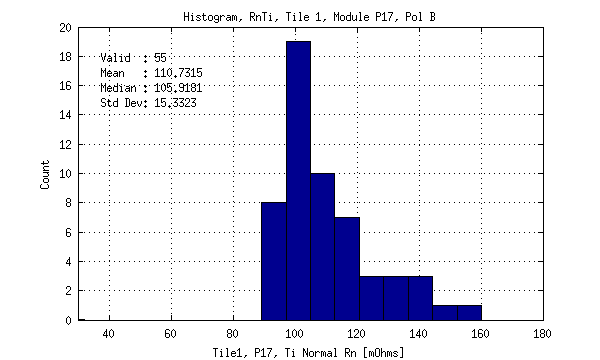 Histogram, RnTi, Tile 1, Module P17, Pol B
20
18
16
14
12
10
8
6
4
2
0
Count
Valid : 55
Mean : 110.7315
Median : 105.9181
Std Dev: 15.3323
40 60 80 100 120 140 160 180
Tile1, P17, Ti Normal Rn [mOhms]